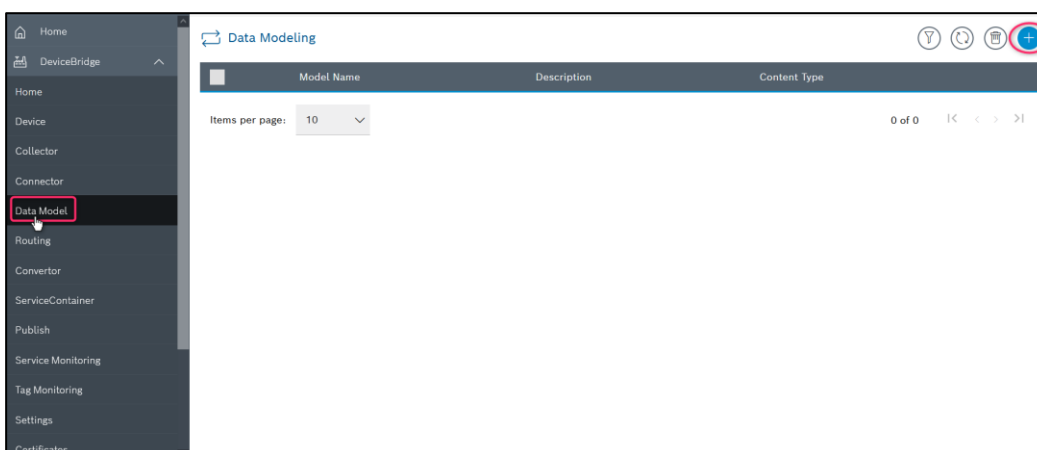 Home
DeviceBridge
Home
Device
Collector
Connector
Data Model
Routing
Convertor
ServiceContainer
Publish
Service Monitoring
Tag Monitoring
Settings
Certificates
Data Modeling
Model Name Description Content Type
Items per page: 10 0 of 0